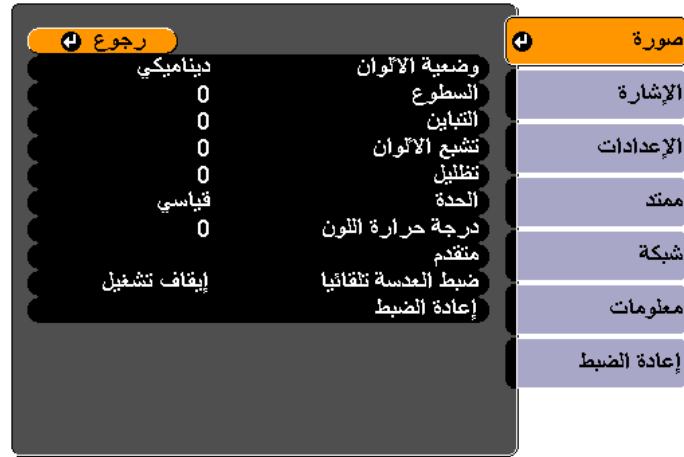 صورة
الإشارة
الإعدادات
ممتد
شبكة
معلومات
إعادة الضبط
رجوع
وضعية الألوان ديناميكي
السطوع 0
التباين 0
تشبع الألوان 0
تظليل 0
الحدة قياسي
درجة حرارة اللون 0
متقدم
ضبط العدسة تلقائيا إيقاف تشغيل
إعادة الضبط